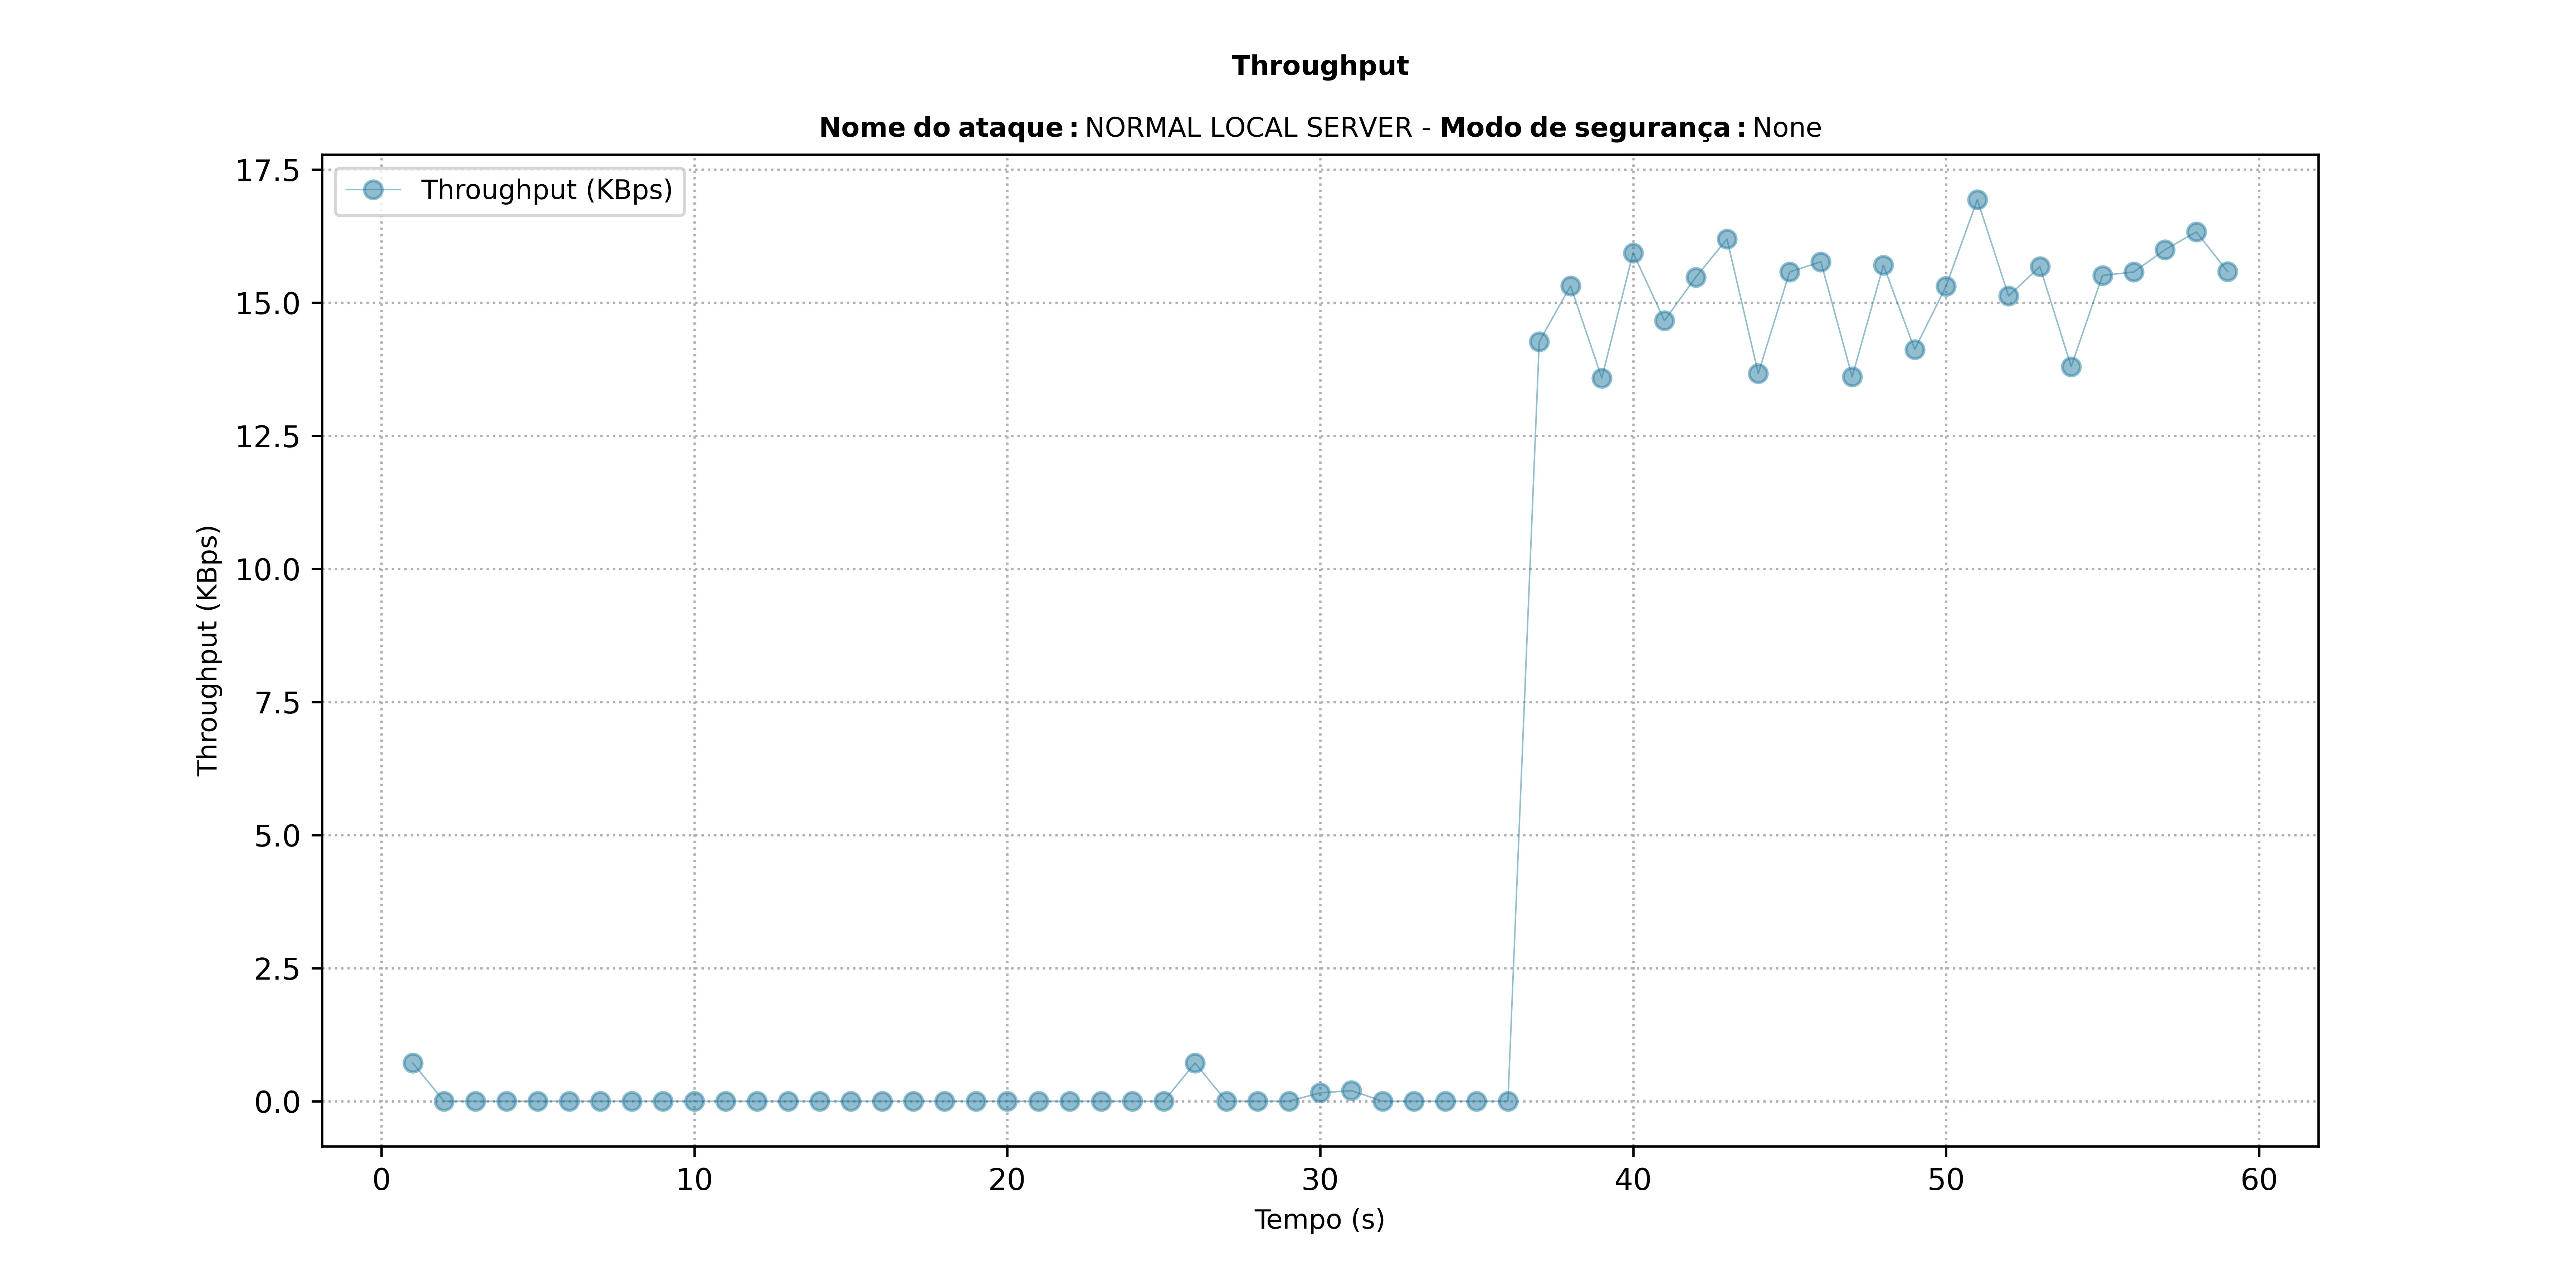 Throughput
Nome do ataque: NORMAL LOCAL SERVER - Modo de segurança: None
Throughput (KBps)
17.5
15.0
12.5
10.0
7.5
5.0
2.5
0.0
Throughput (KBps)
0 10 20 30 40 50 60
Tempo (s)